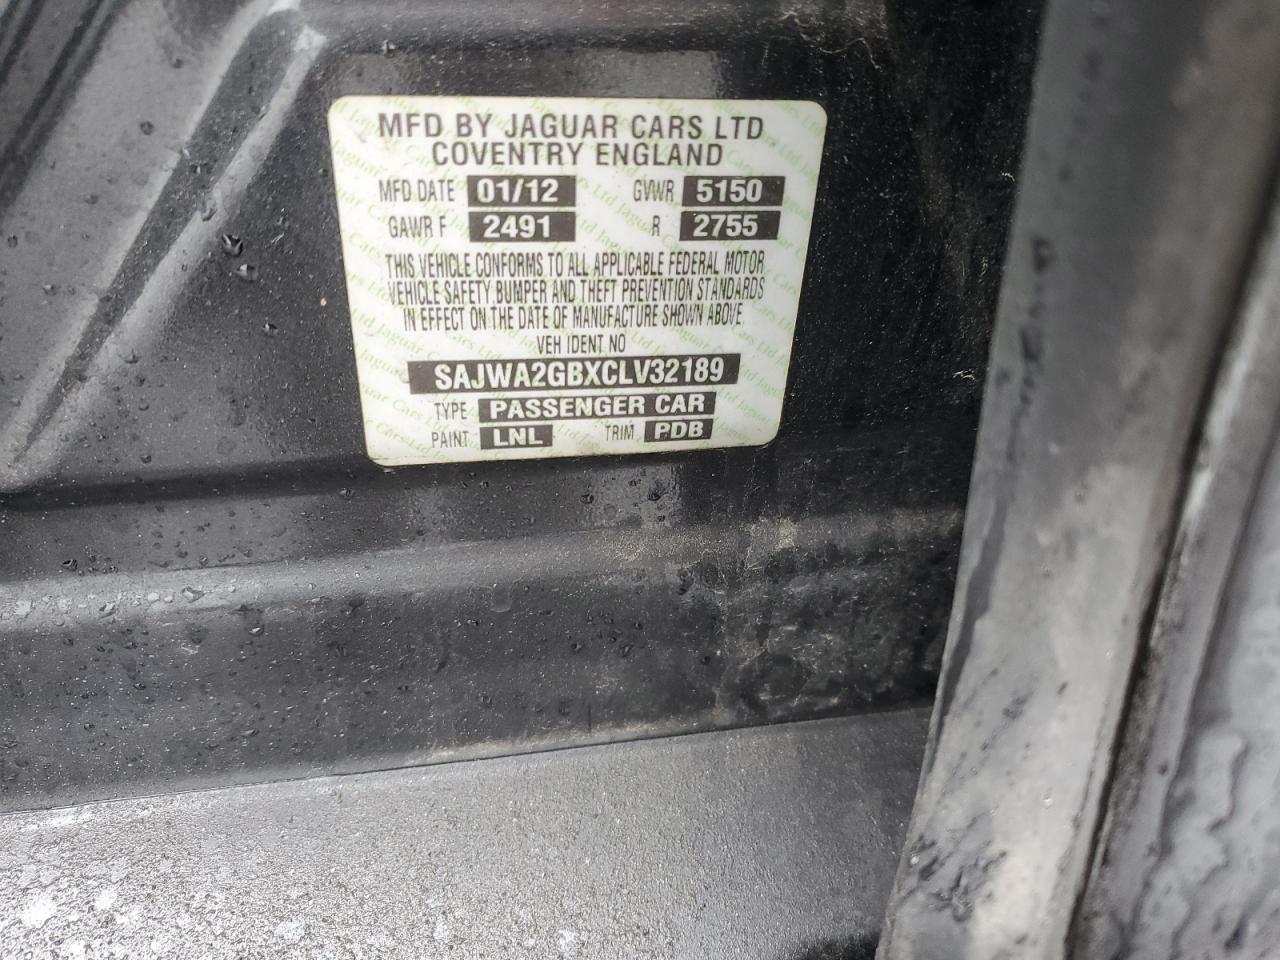 MFD BY JAGUAR CARS LTD
COVENTRY ENGLAND
MFD DATE 01/12 GVWR 5150
GAWR F 2491 R 2755
THIS VEHICLE CONFORMS TO ALL APPLICABLE FEDERAL MOTOR
VEHICLE SAFETY, BUMPER AND THEFT PREVENTION STANDARDS
IN EFFECT ON THE DATE OF MANUFACTURE SHOWN ABOVE
VEH IDENT NO
SAJWA2GBXCLV32189
TYPE PASSENGER CAR
PAINT LNL TRIM PDB